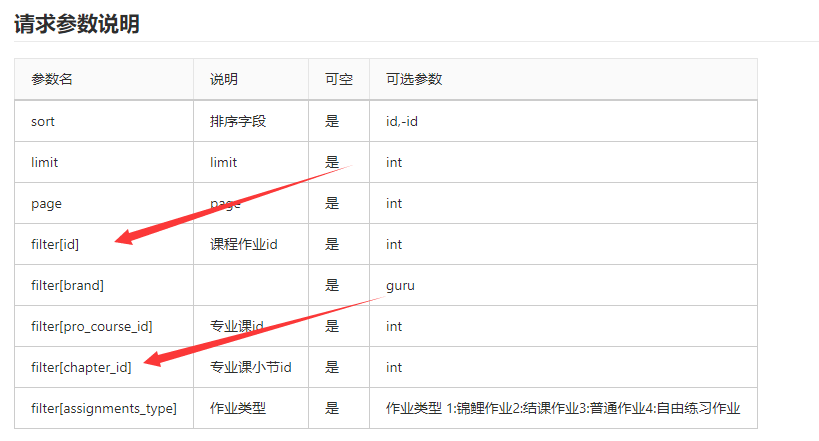 请求参数说明
参数名 说明 可空 可选参数
sort 排序字段 是 id,-id
limit limit 是 int
page page 是 int
filter[id] 课程作业id 是 int
filter[brand] 是 guru
filter[pro_course_id] 专业课id 是 int
filter[chapter_id] 专业课小节id 是 int
filter[assignments_type] 作业类型 是 作业类型 1:锦鲤作业2:结课作业3:普通作业4:自由练习作业